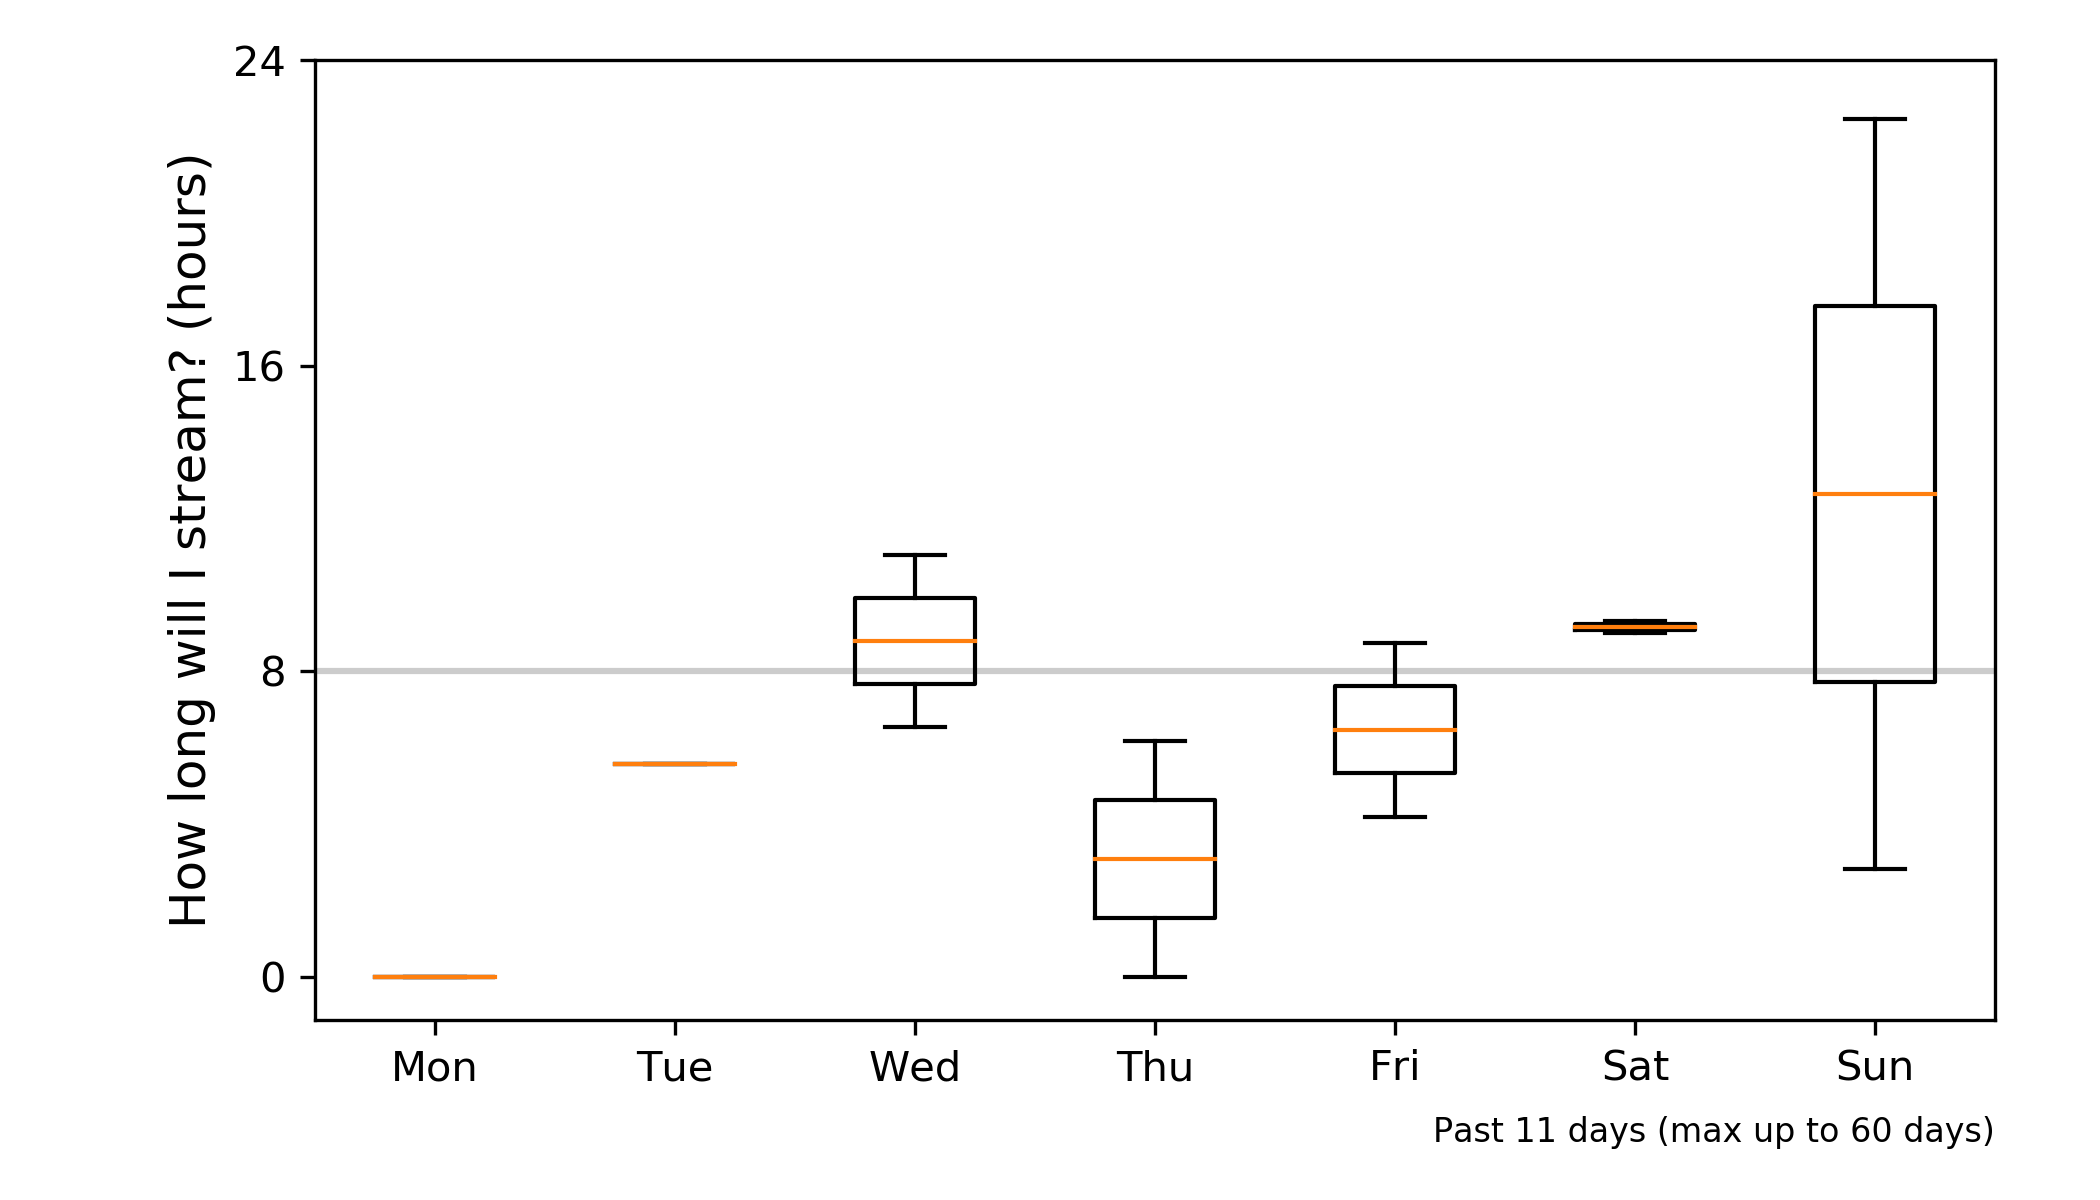 How long will I stream? (hours)
24
16
8
0
Mon Tue Wed Thu Fri Sat Sun
Past 11 days (max up to 60 days)